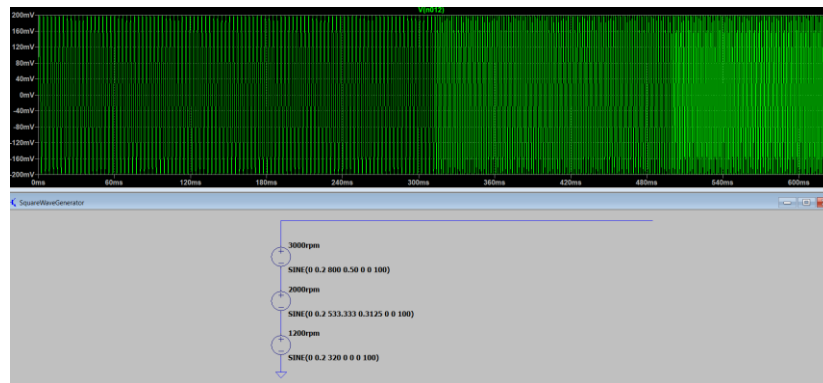 V(n012)
200mV
160mV
120mV
80mV
40mV
0mV
-40mV
-80mV
-120mV
-160mV
-200mV
0ms 60ms 120ms 180ms 240ms 300ms 360ms 420ms 480ms 540ms 600ms
SquareWaveGenerator
3000rpm
SINE(0 0.2 800 0.50 0 0 100)
2000rpm
SINE(0 0.2 533.333 0.3125 0 0 100)
1200rpm
SINE(0 0.2 320 0 0 0 100)